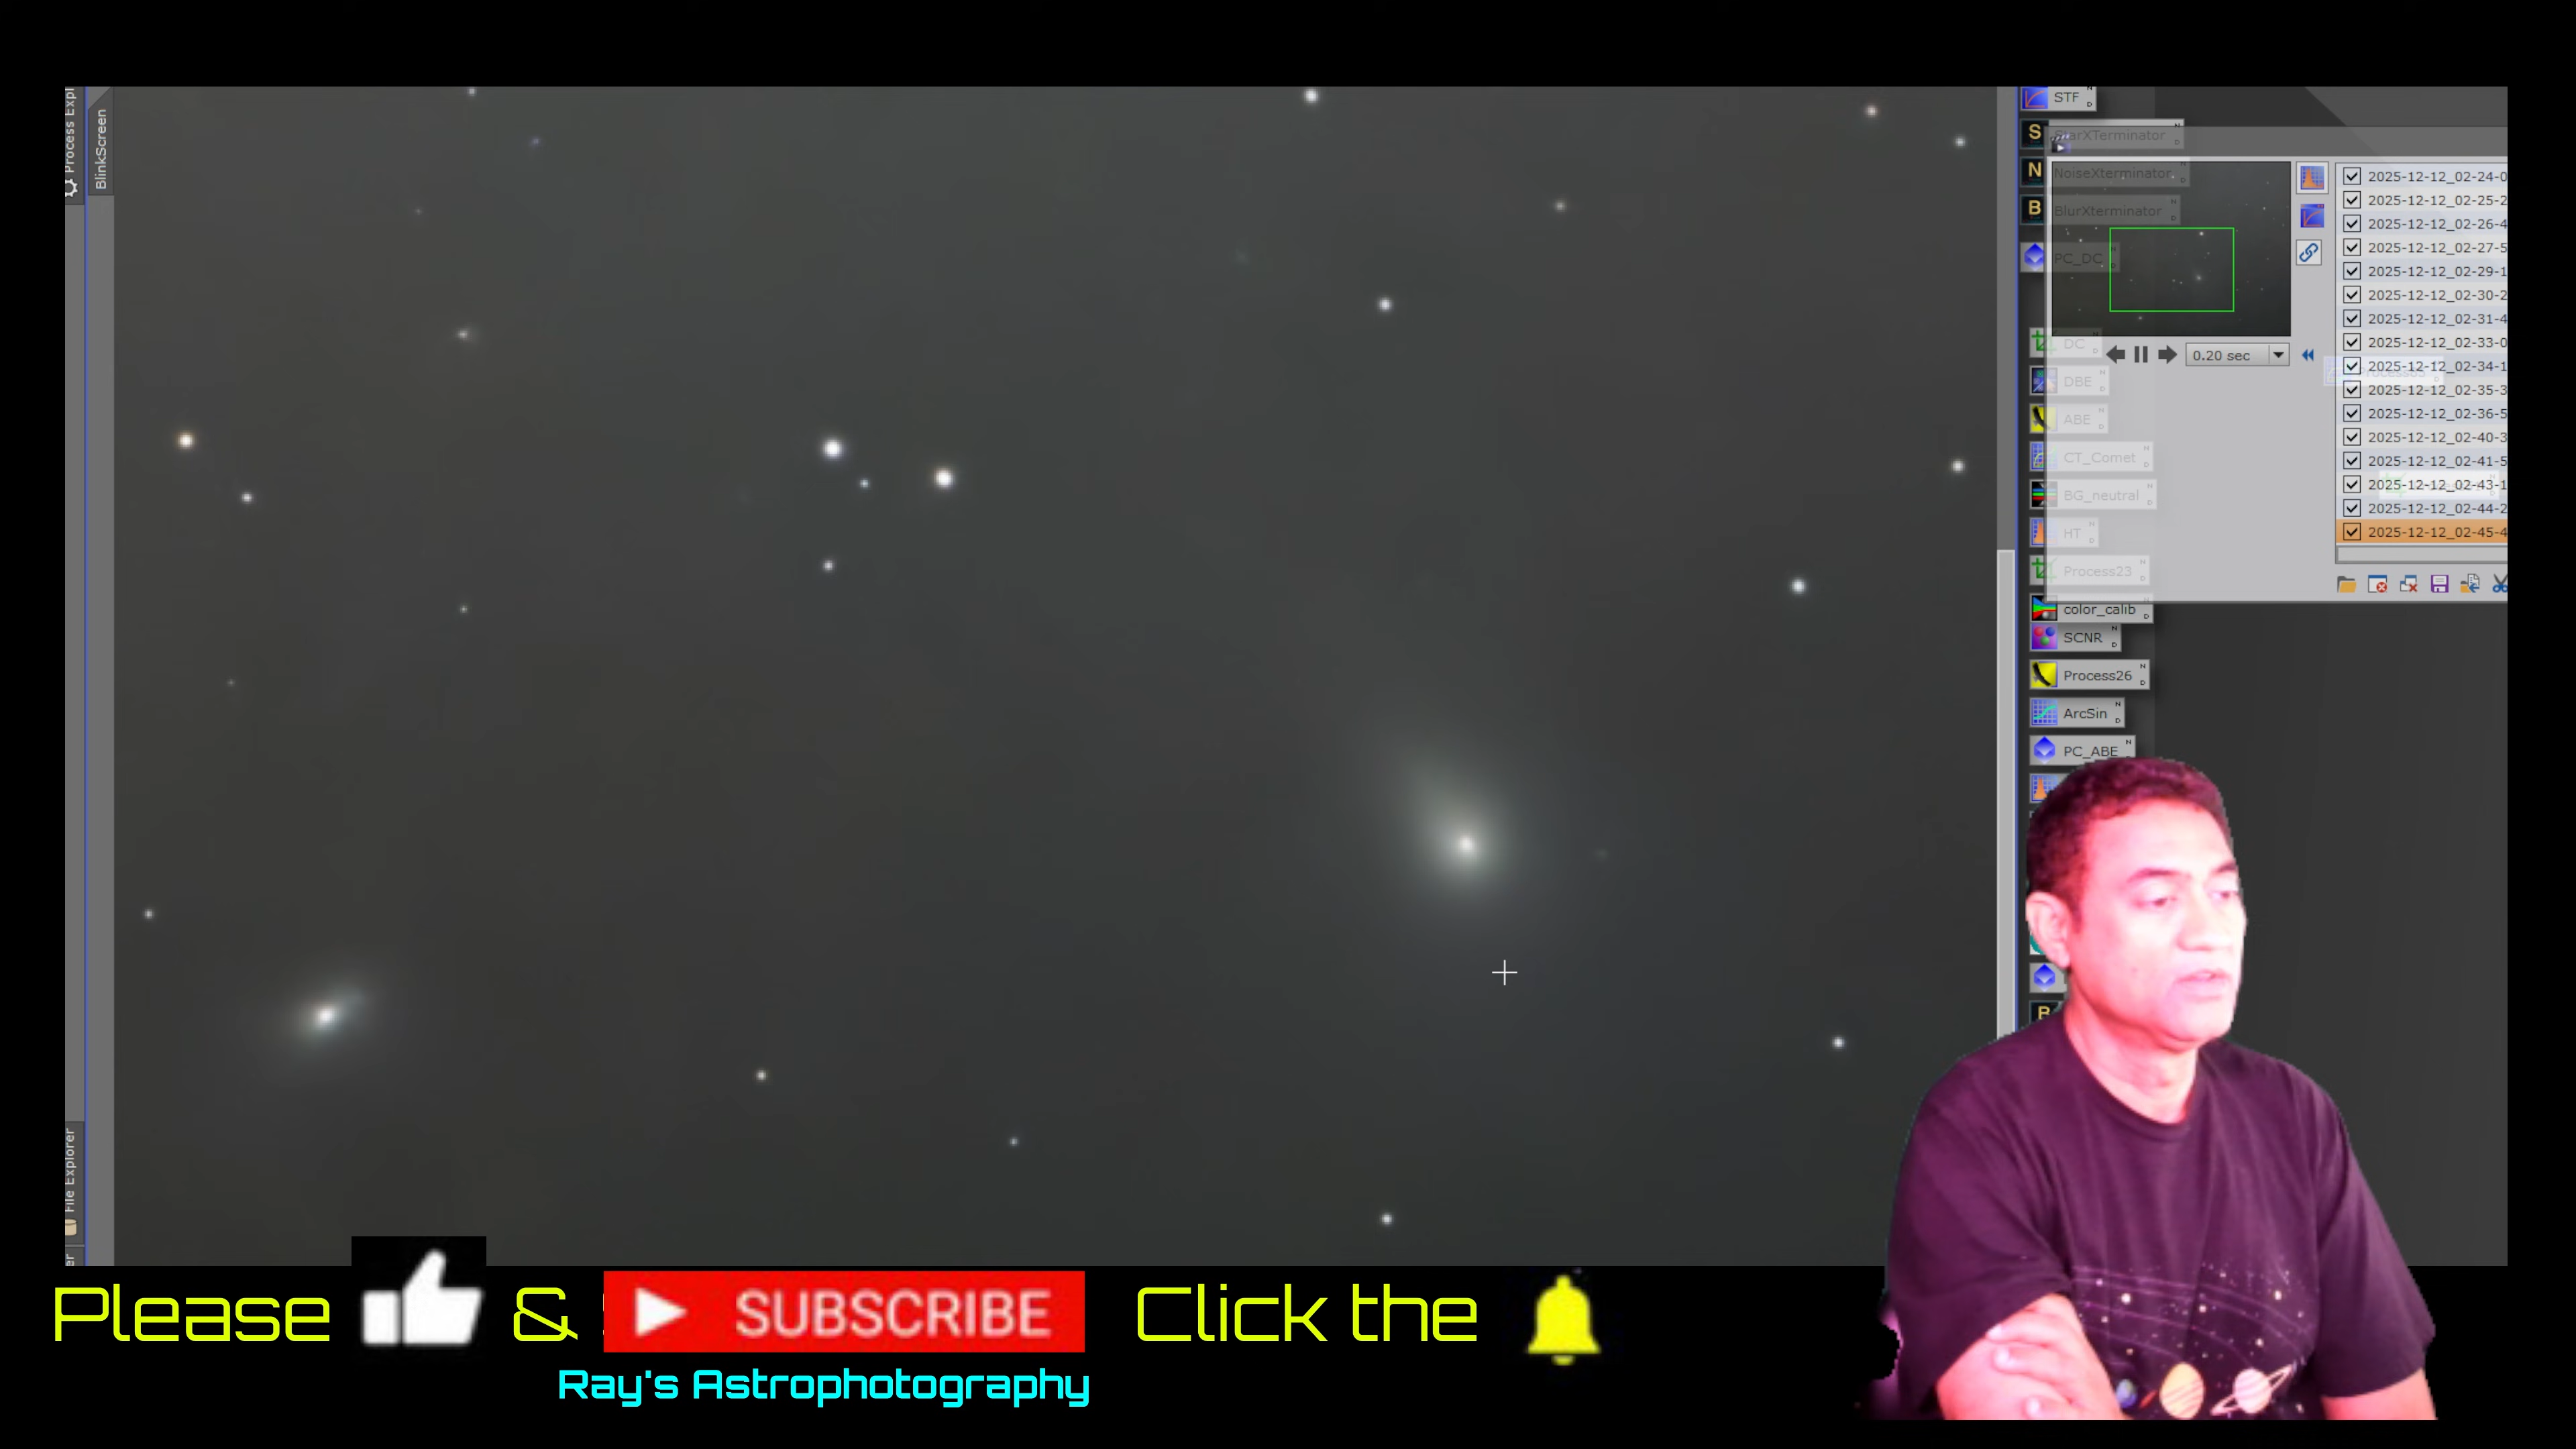 Process Expl
BlinkScreen
File Explorer
er
STF
StarXTerminator
NoiseXterminator
BlurXterminator
PC_DC
DC
DBE
ABE
CT_Comet
BG_neutral
HT
Process23
color_calib
SCNR
Process26
ArcSin
PC_ABE
0.20 sec
2025-12-12_02-24-0
2025-12-12_02-25-2
2025-12-12_02-26-4
2025-12-12_02-27-5
2025-12-12_02-29-1
2025-12-12_02-30-2
2025-12-12_02-31-4
2025-12-12_02-33-0
2025-12-12_02-34-1
2025-12-12_02-35-3
2025-12-12_02-36-5
2025-12-12_02-40-3
2025-12-12_02-41-5
2025-12-12_02-43-1
2025-12-12_02-44-2
2025-12-12_02-45-4
Please & SUBSCRIBE Click the
Ray's Astrophotography